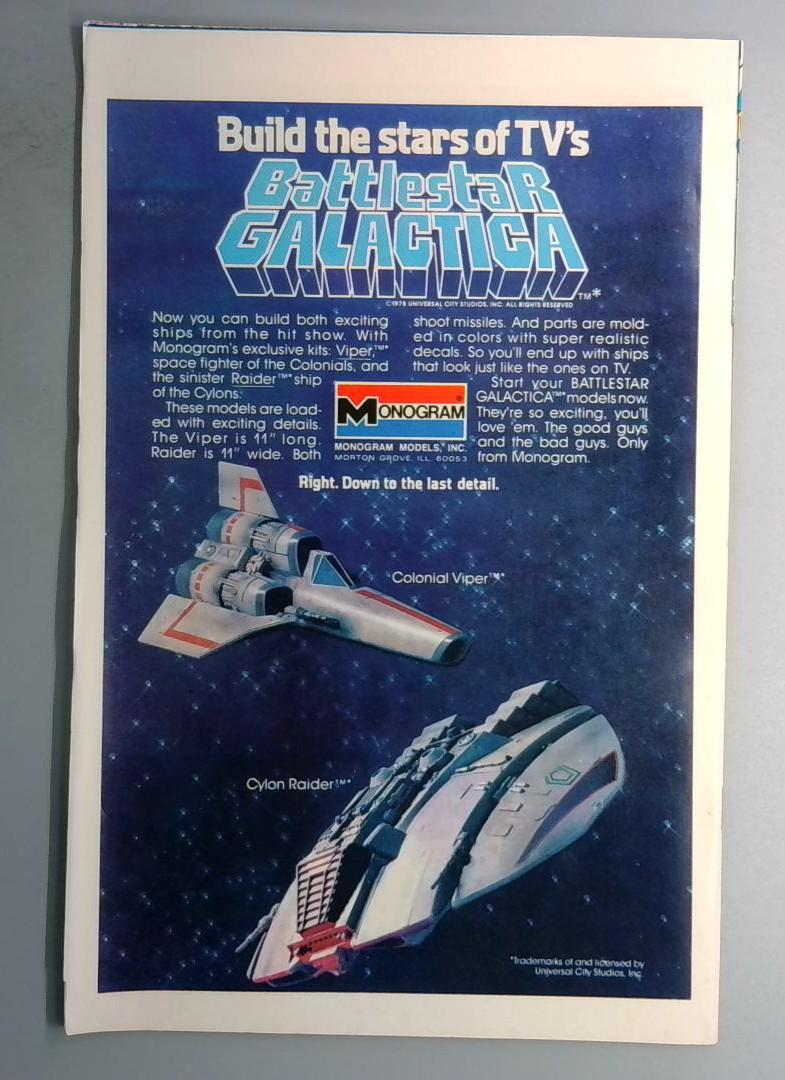 Build the stars of TV's
Battlestar
GALACTICA
TM*
©1978 UNIVERSAL CITY STUDIOS, INC. ALL RIGHTS RESERVED
Now you can build both exciting
ships from the hit show. With
Monogram's exclusive kits: Viper,™*
space fighter of the Colonials, and
the sinister Raider™* ship
of the Cylons.
These models are load-
ed with exciting details.
The Viper is 11" long.
Raider is 11" wide. Both
shoot missiles. And parts are mold-
ed in colors with super realistic
decals. So you'll end up with ships
that look just like the ones on TV.
Start your BATTLESTAR
GALACTICA™* models now.
They're so exciting, you'll
love 'em. The good guys
and the bad guys. Only
from Monogram.
MONOGRAM®
MONOGRAM MODELS, INC.
MORTON GROVE, ILL. 60053
Right. Down to the last detail.
Colonial Viper™*
Cylon Raider™*
*Trademarks of and licensed by
Universal City Studios, Inc.